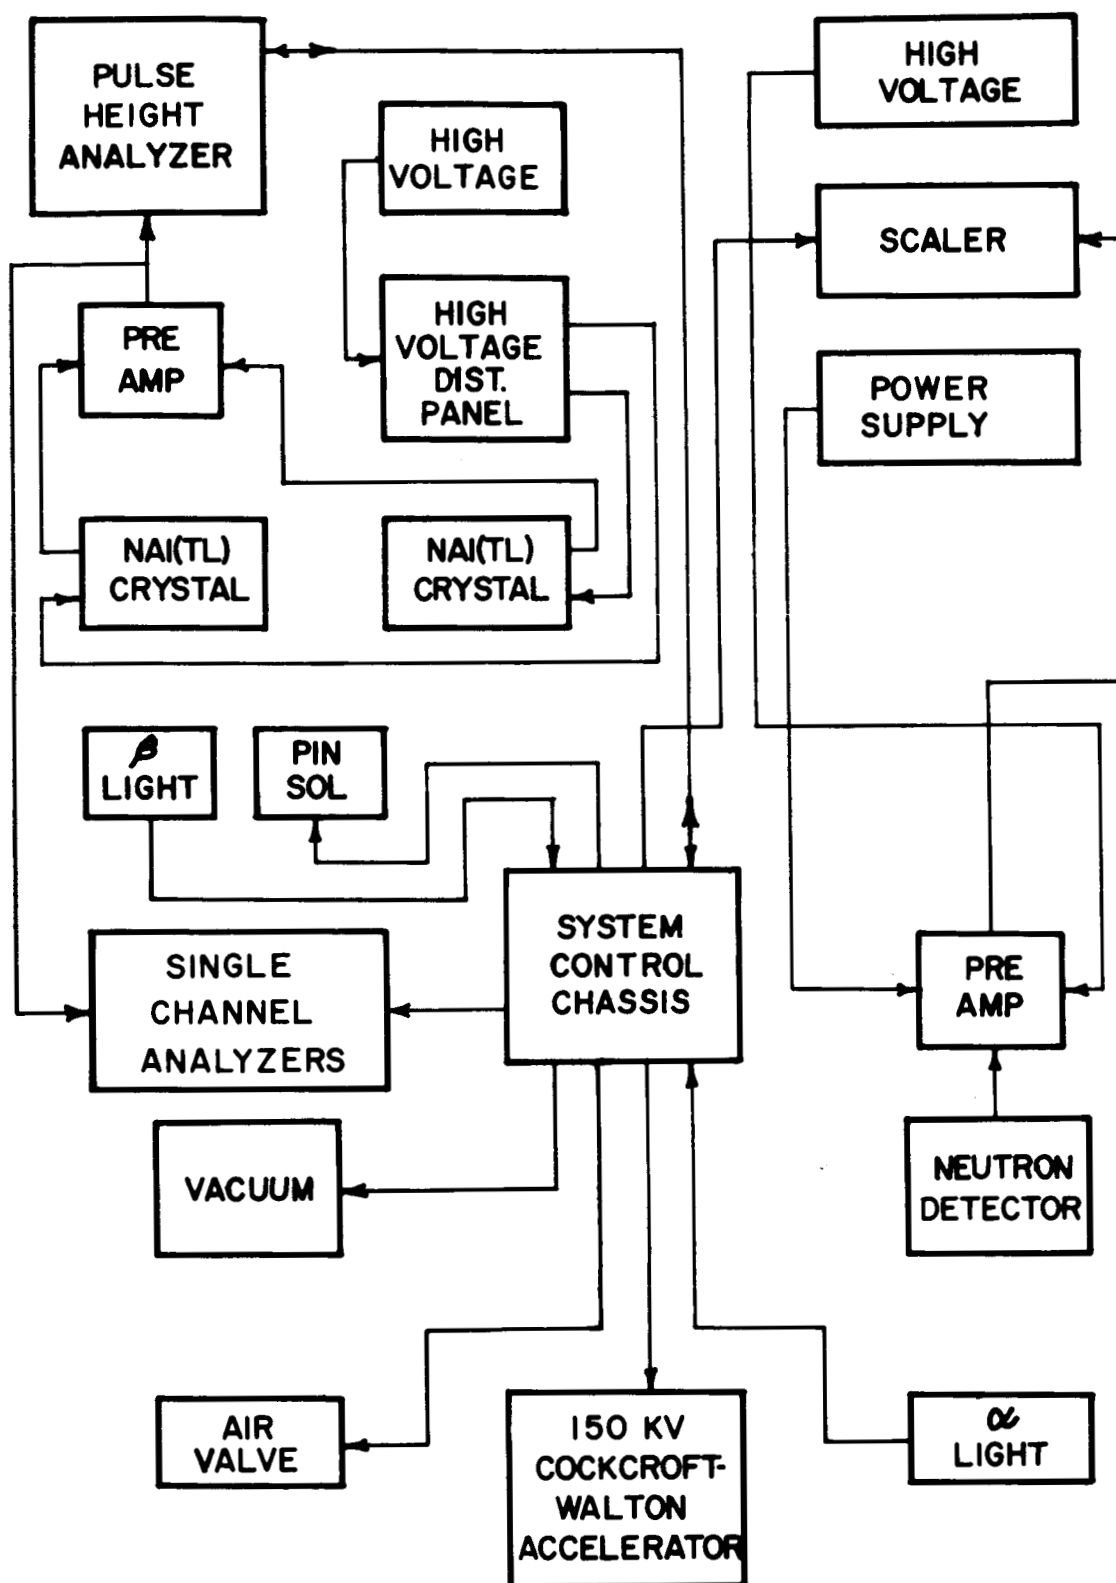 PULSE
HEIGHT
ANALYZER
HIGH
VOLTAGE
HIGH
VOLTAGE
SCALER
PRE
AMP
HIGH
VOLTAGE
DIST.
PANEL
POWER
SUPPLY
NAI(TL)
CRYSTAL
NAI(TL)
CRYSTAL
β
LIGHT
PIN
SOL
SYSTEM
CONTROL
CHASSIS
SINGLE
CHANNEL
ANALYZERS
PRE
AMP
VACUUM
NEUTRON
DETECTOR
AIR
VALVE
150 KV
COCKCROFT-
WALTON
ACCELERATOR
α
LIGHT